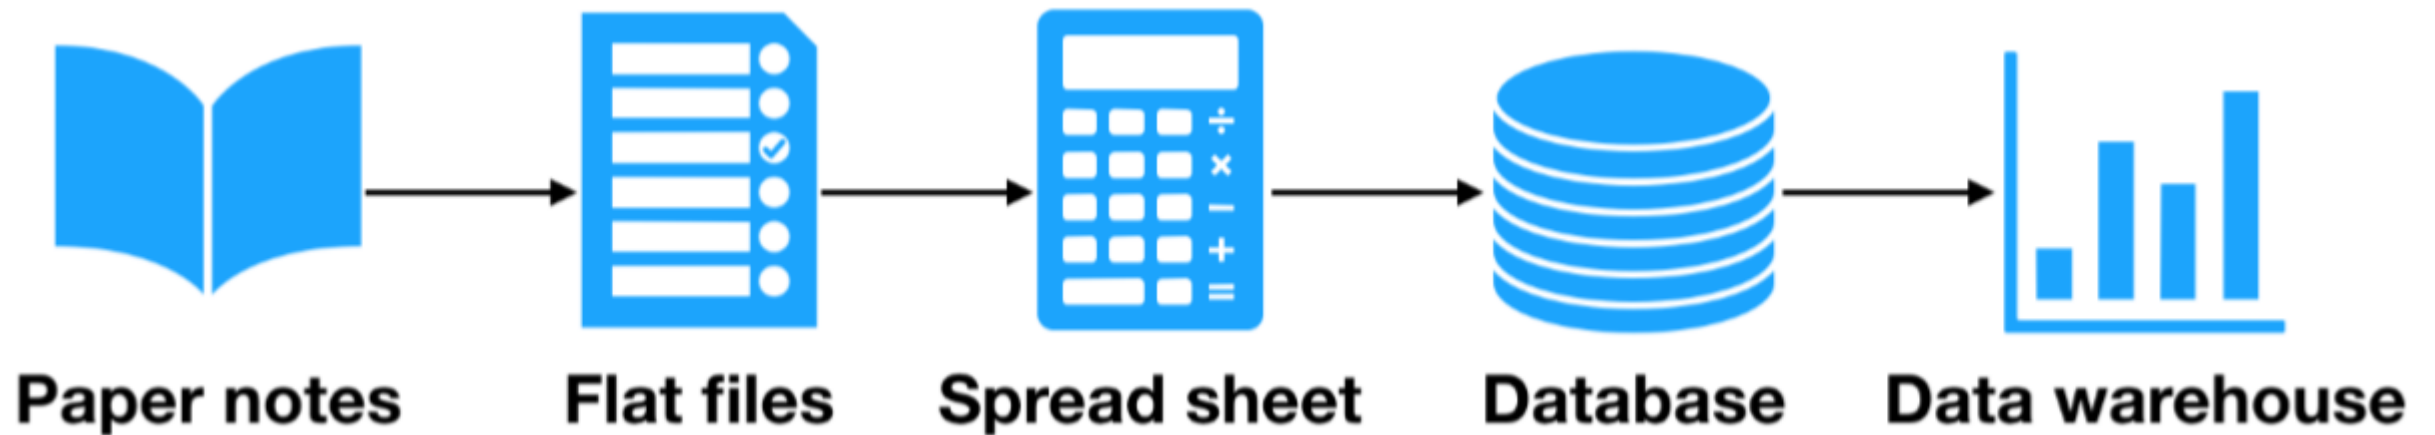 Paper notes
Flat files
Spread sheet
Database
Data warehouse